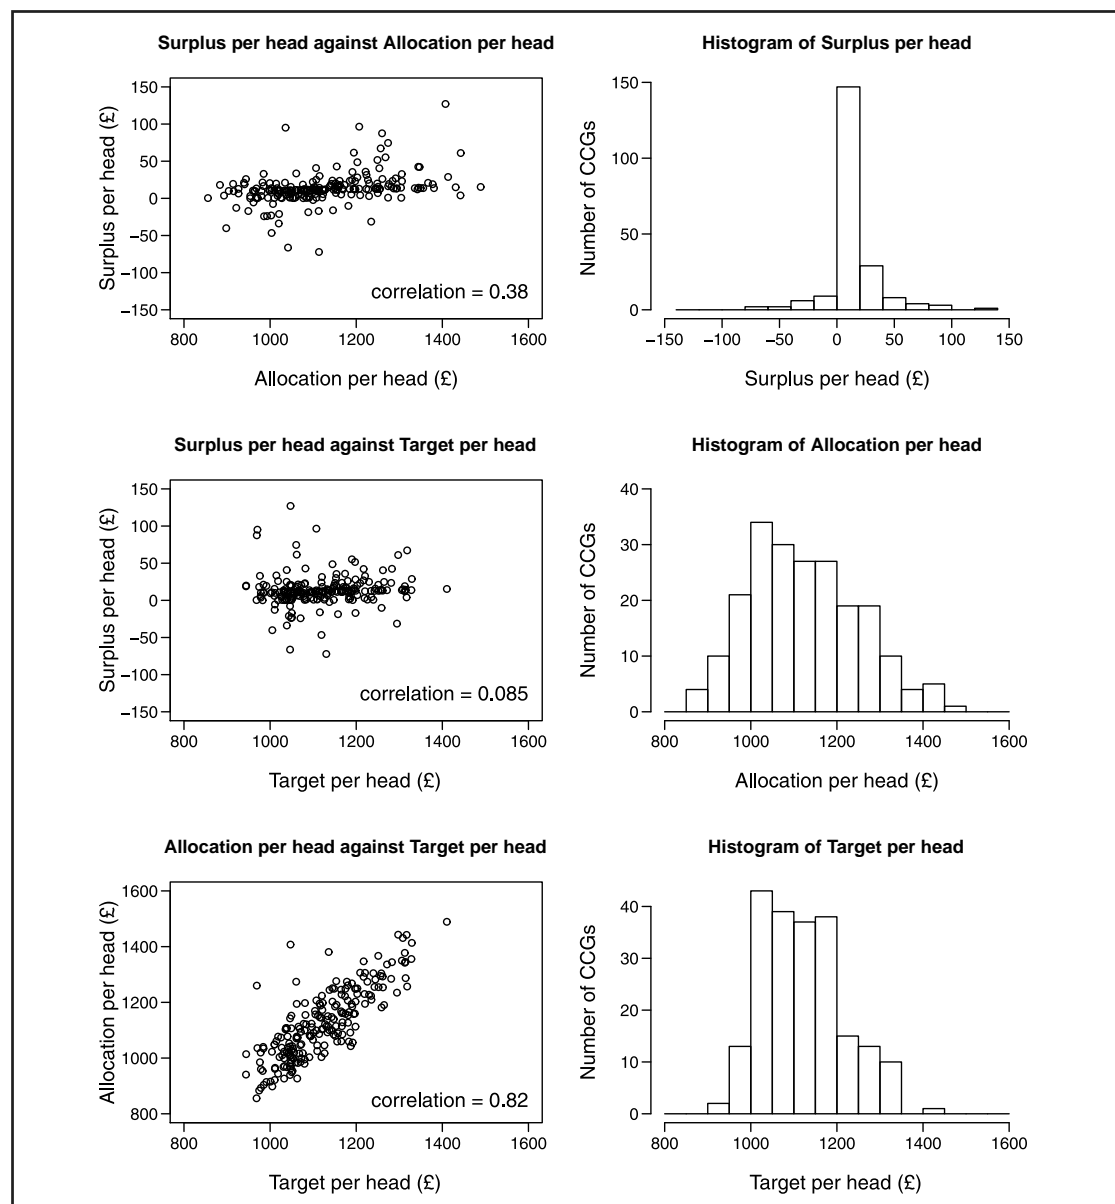 Surplus per head against Allocation per head
Surplus per head (£)
150
100
50
0
−50
−100
−150
correlation = 0.38
800 1000 1200 1400 1600
Allocation per head (£)
Histogram of Surplus per head
Number of CCGs
150
100
50
0
−150 −100 −50 0 50 100 150
Surplus per head (£)
Surplus per head against Target per head
Surplus per head (£)
150
100
50
0
−50
−100
−150
correlation = 0.085
800 1000 1200 1400 1600
Target per head (£)
Histogram of Allocation per head
Number of CCGs
40
30
20
10
0
800 1000 1200 1400 1600
Allocation per head (£)
Allocation per head against Target per head
Allocation per head (£)
1600
1400
1200
1000
800
correlation = 0.82
800 1000 1200 1400 1600
Target per head (£)
Histogram of Target per head
Number of CCGs
40
30
20
10
0
800 1000 1200 1400 1600
Target per head (£)